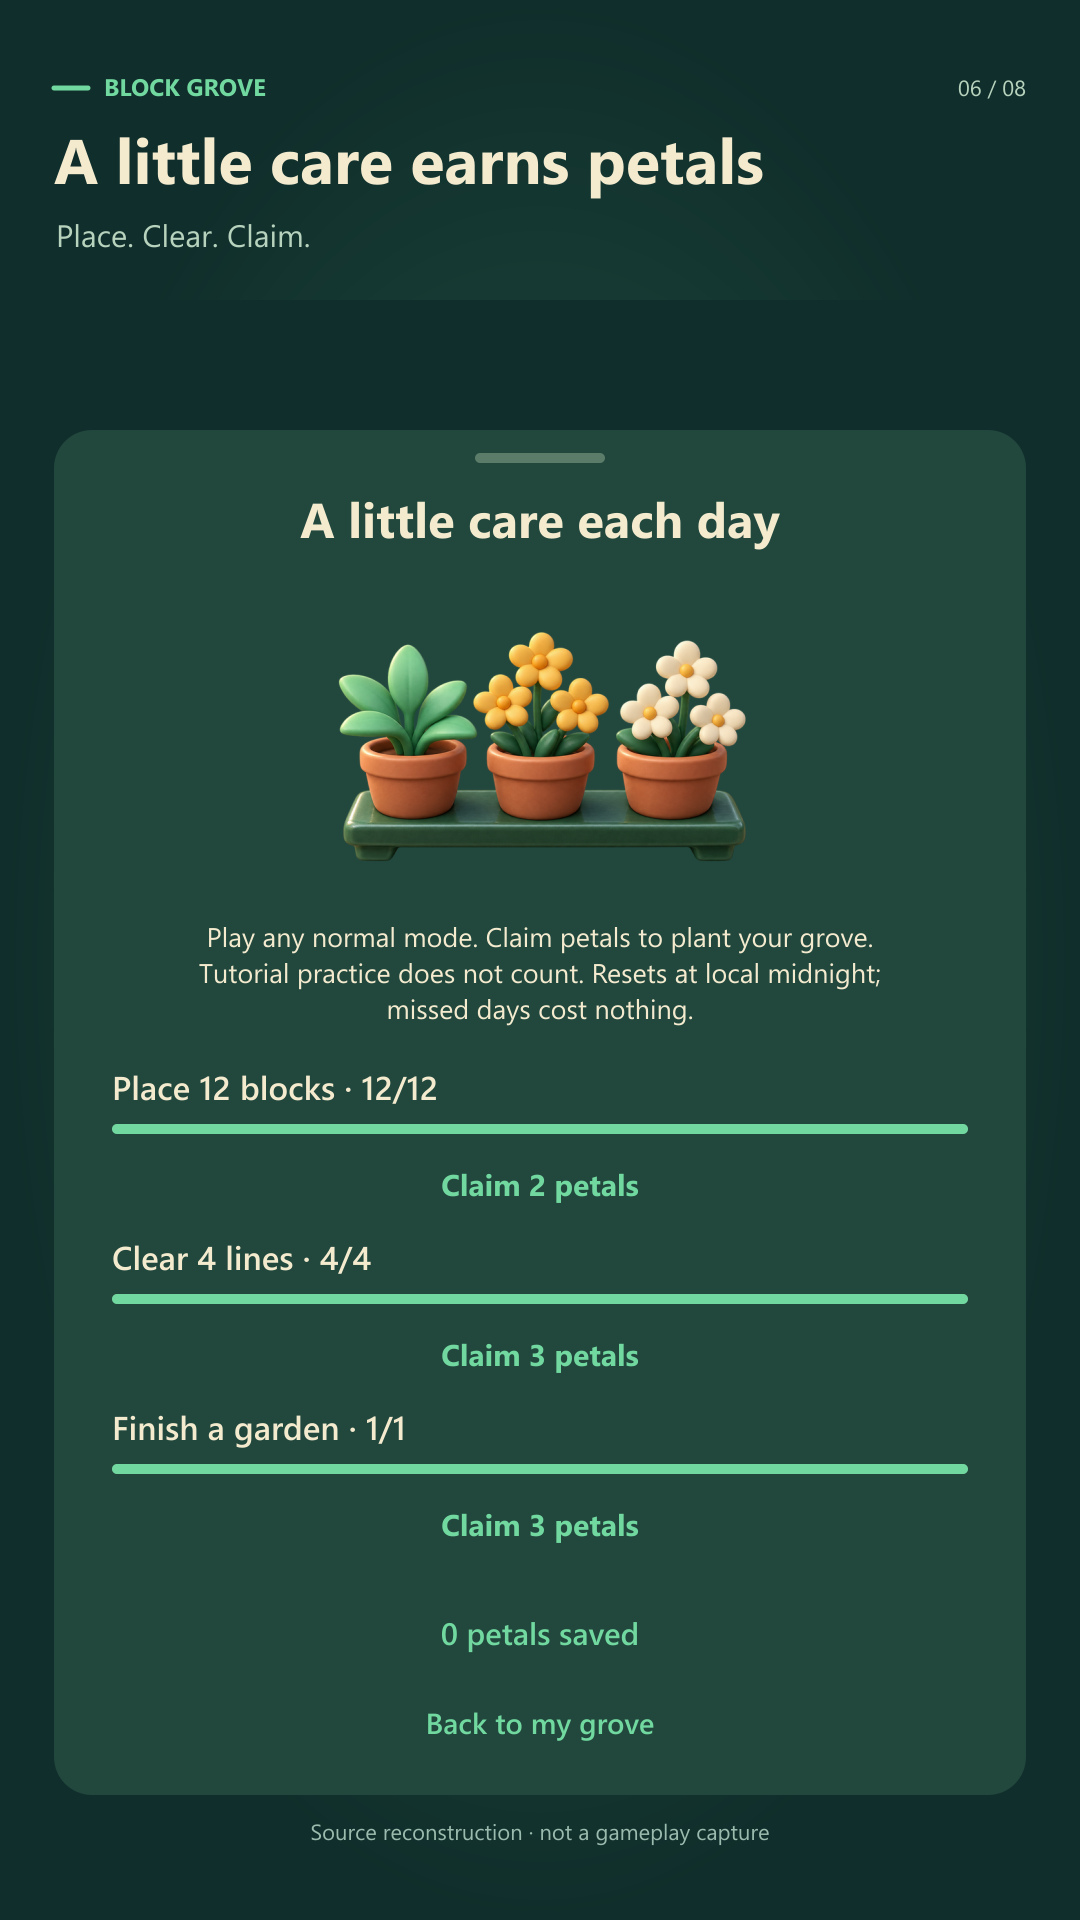 BLOCK GROVE
06 / 08
A little care earns petals
Place. Clear. Claim.
A little care each day
Play any normal mode. Claim petals to plant your grove.
Tutorial practice does not count. Resets at local midnight;
missed days cost nothing.
Place 12 blocks · 12/12
Claim 2 petals
Clear 4 lines · 4/4
Claim 3 petals
Finish a garden · 1/1
Claim 3 petals
0 petals saved
Back to my grove
Source reconstruction · not a gameplay capture